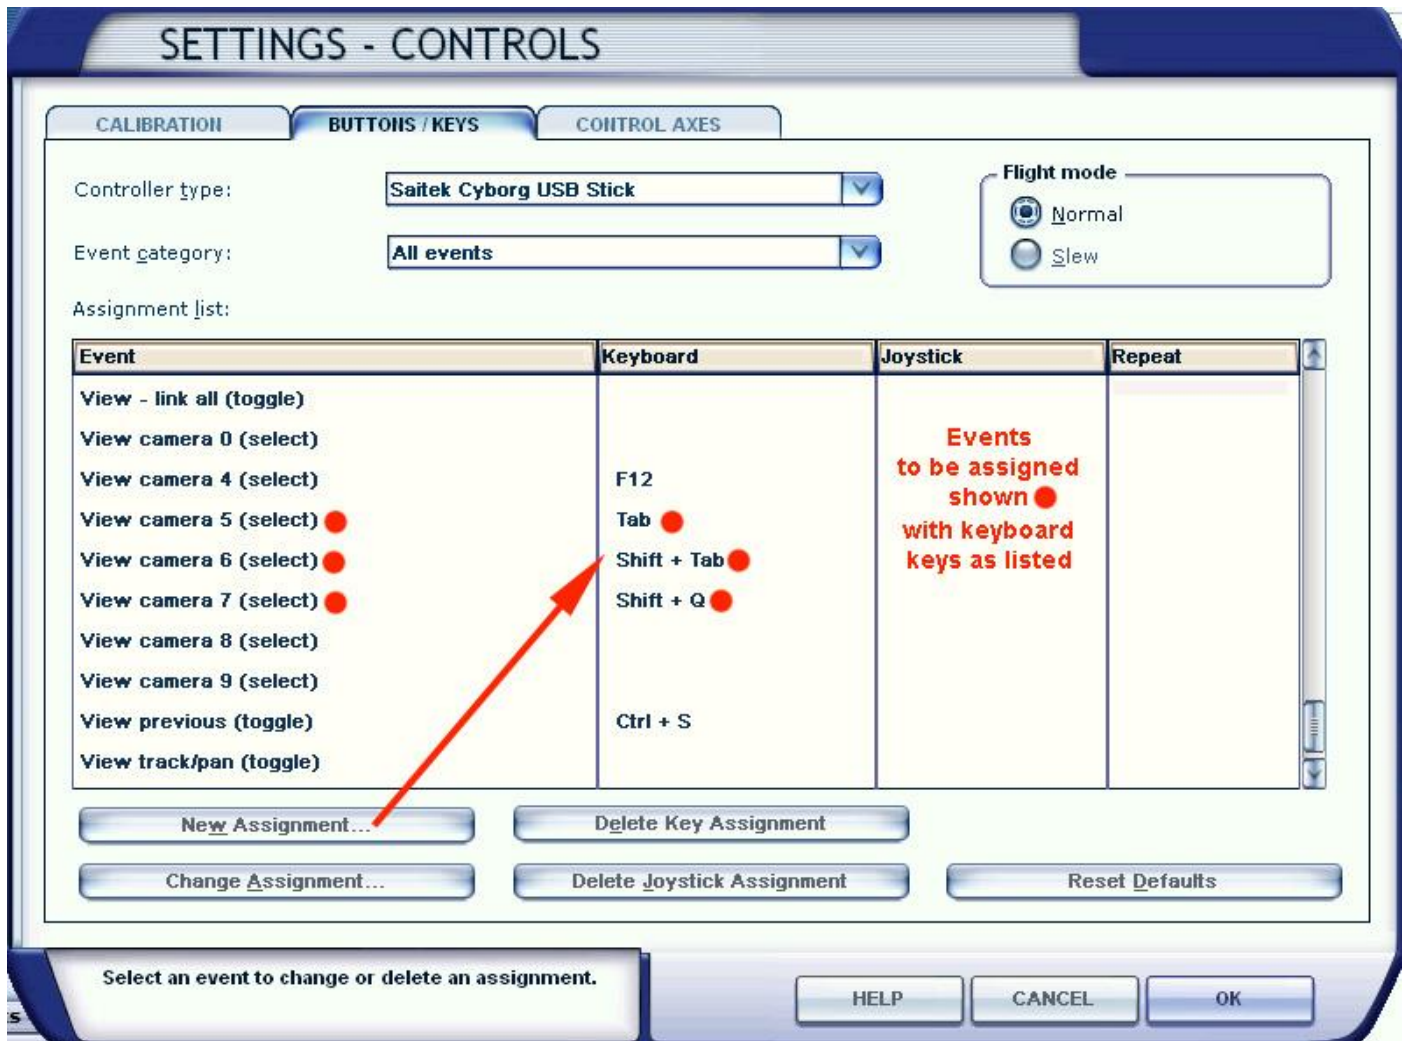 SETTINGS - CONTROLS
CALIBRATION BUTTONS / KEYS CONTROL AXES
Controller type: Saitek Cyborg USB Stick
Flight mode
Normal
Event category: All events
Slew
Assignment list:
Event Keyboard Joystick Repeat
View - link all (toggle)
View camera 0 (select)
View camera 4 (select) F12
View camera 5 (select) Tab
View camera 6 (select) Shift + Tab
View camera 7 (select) Shift + Q
View camera 8 (select)
View camera 9 (select)
View previous (toggle) Ctrl + S
View track/pan (toggle)
Events
to be assigned
shown
with keyboard
keys as listed
New Assignment... Delete Key Assignment
Change Assignment... Delete Joystick Assignment Reset Defaults
Select an event to change or delete an assignment.
HELP CANCEL OK